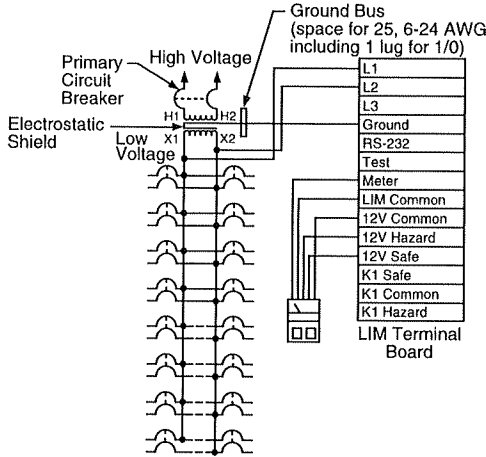 Ground Bus
(space for 25, 6-24 AWG
including 1 lug for 1/0)
High Voltage
Primary
Circuit
Breaker
H1
H2
Electrostatic
Shield
X1
X2
Low
Voltage
L1
L2
L3
Ground
RS-232
Test
Meter
LIM Common
12V Common
12V Hazard
12V Safe
K1 Safe
K1 Common
K1 Hazard
LIM Terminal
Board